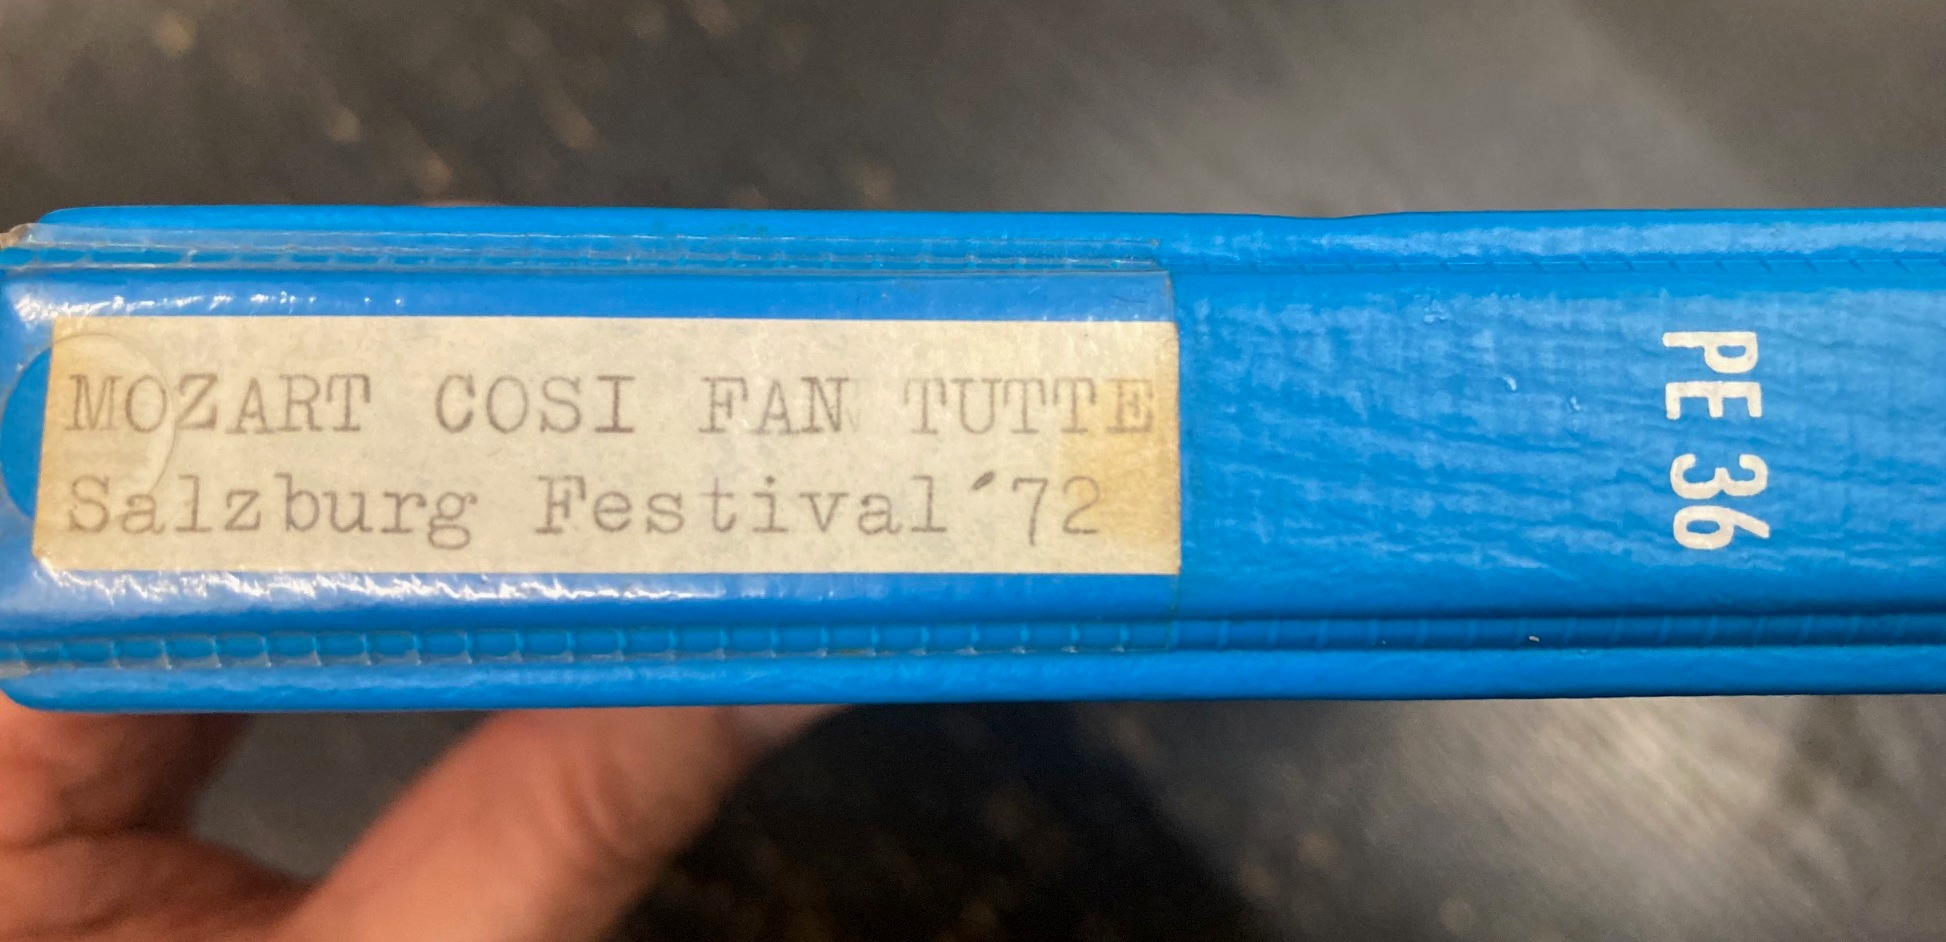 MOZART COSI FAN TUTTE
Salzburg Festival ´72
PE 36